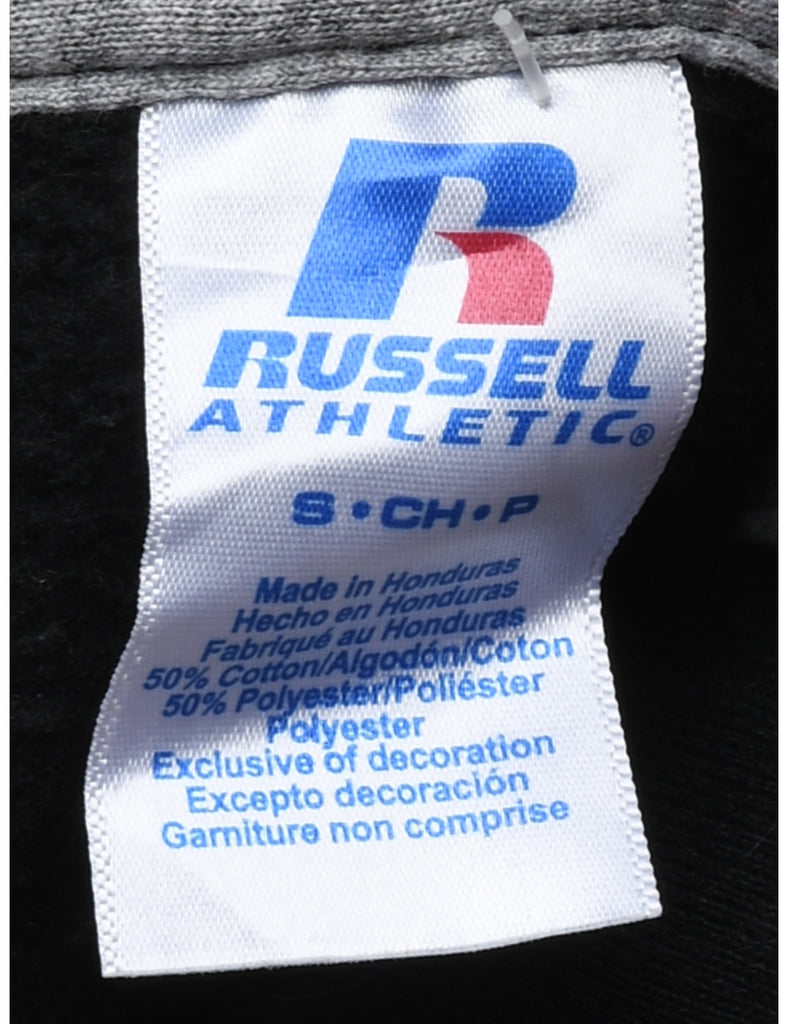 R
RUSSELL
ATHLETIC®
S•CH•P
Made in Honduras
Hecho en Honduras
Fabriqué au Honduras
50% Cotton/Algodón/Coton
50% Polyester/Poliéster
Polyester
Exclusive of decoration
Excepto decoración
Garniture non comprise